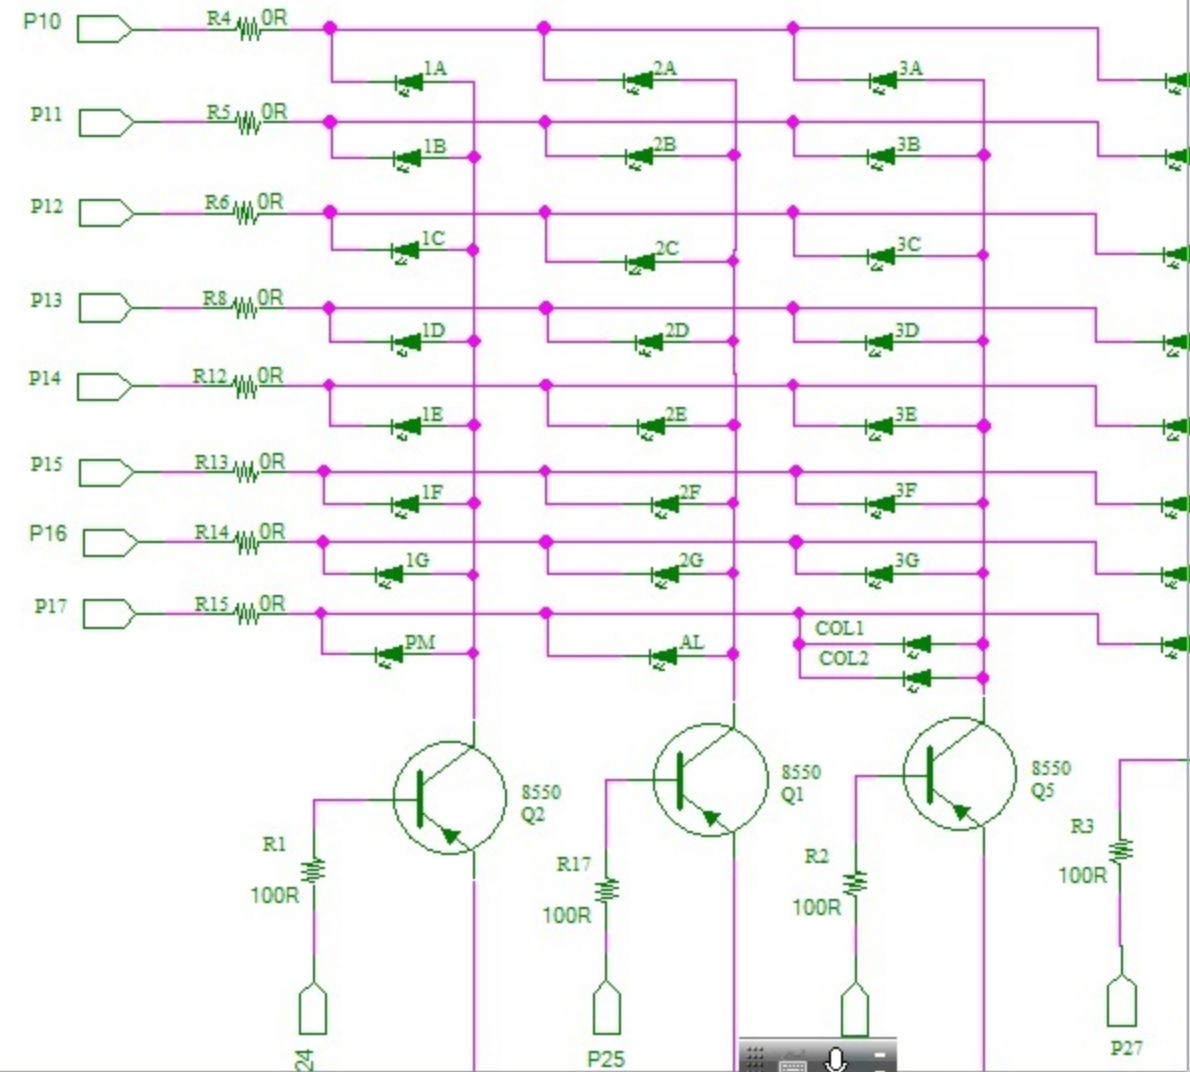 P10 R4 0R
1A 2A 3A
P11 R5 0R
1B 2B 3B
P12 R6 0R
1C 2C 3C
P13 R8 0R
1D 2D 3D
P14 R12 0R
1E 2E 3E
P15 R13 0R
1F 2F 3F
P16 R14 0R
1G 2G 3G
P17 R15 0R
PM AL COL1
COL2
8550
Q2
8550
Q1
8550
Q5
R1
100R
R17
100R
R2
100R
R3
100R
24
P25
P27